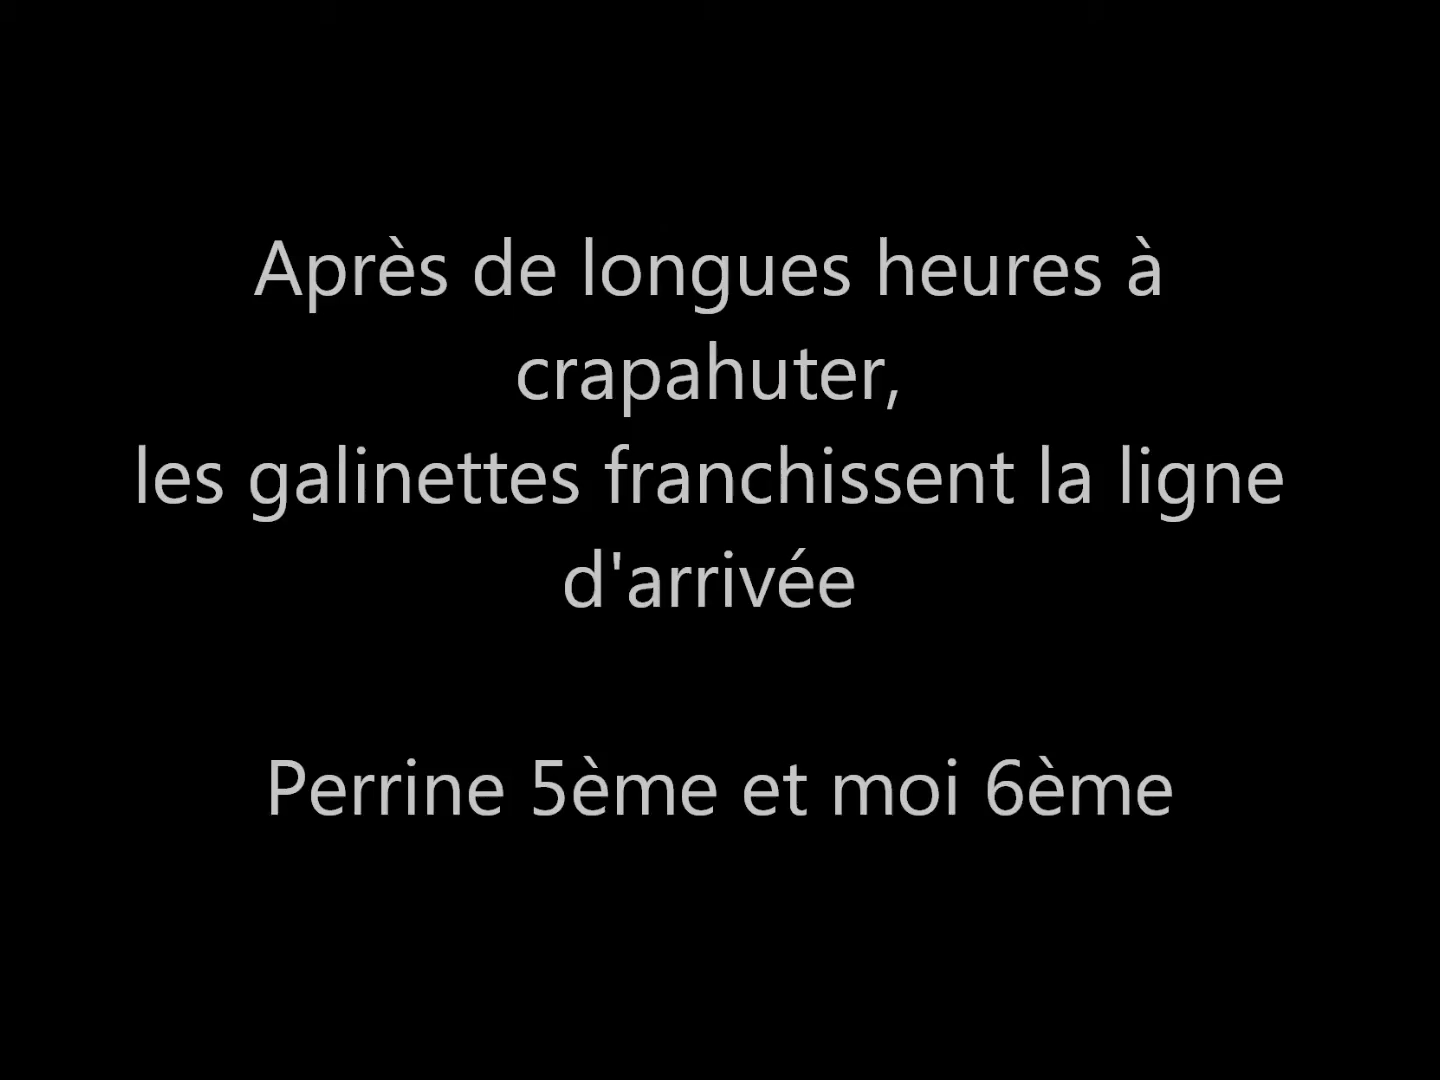 Après de longues heures à
crapahuter,
les galinettes franchissent la ligne
d'arrivée
Perrine 5ème et moi 6ème